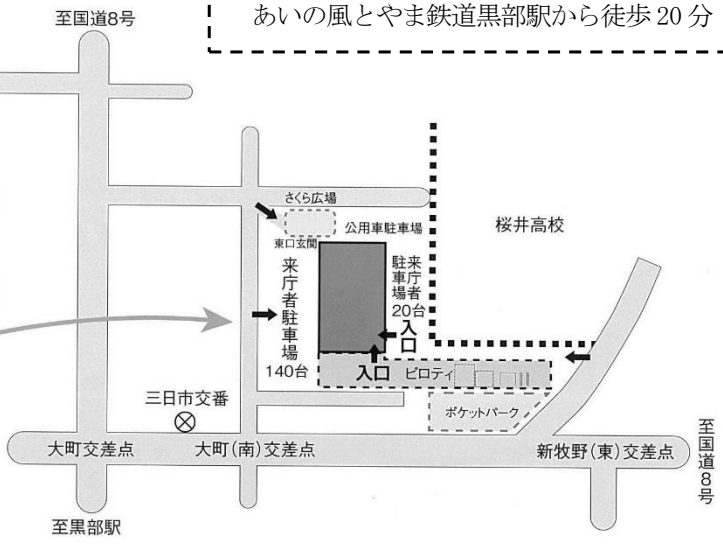 至国道8号
あいの風とやま鉄道黒部駅から徒歩20分
さくら広場
公用車駐車場
桜井高校
東口玄関
来庁者駐車場
140台
来庁者
駐車場
20台
入口
入口
ピロティ
三日市交番
ポケットパーク
大町交差点
大町(南)交差点
新牧野(東)交差点
至国道8号
至黒部駅